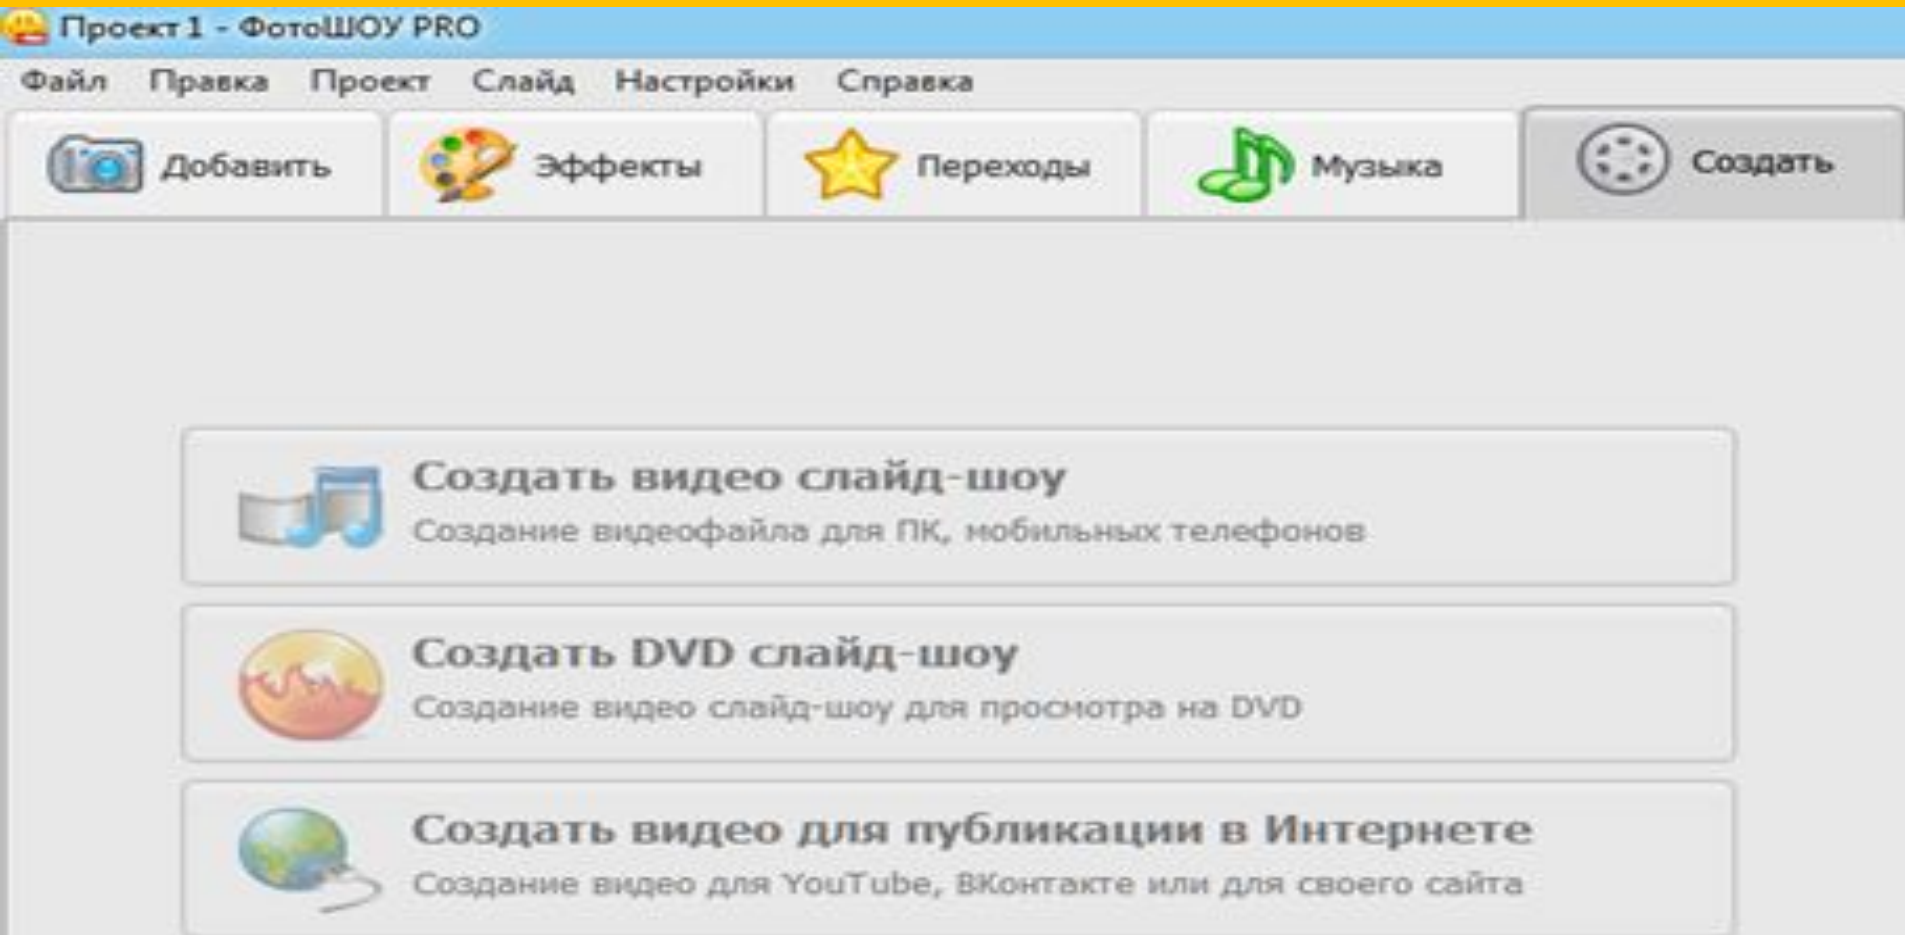 Проект 1 - ФотоШОУ PRO
Файл Правка Проект Слайд Настройки Справка
Добавить Эффекты Переходы Музыка Создать
Создать видео слайд-шоу
Создание видеофайла для ПК, мобильных телефонов
Создать DVD слайд-шоу
Создание видео слайд-шоу для просмотра на DVD
Создать видео для публикации в Интернете
Создание видео для YouTube, ВКонтакте или для своего сайта